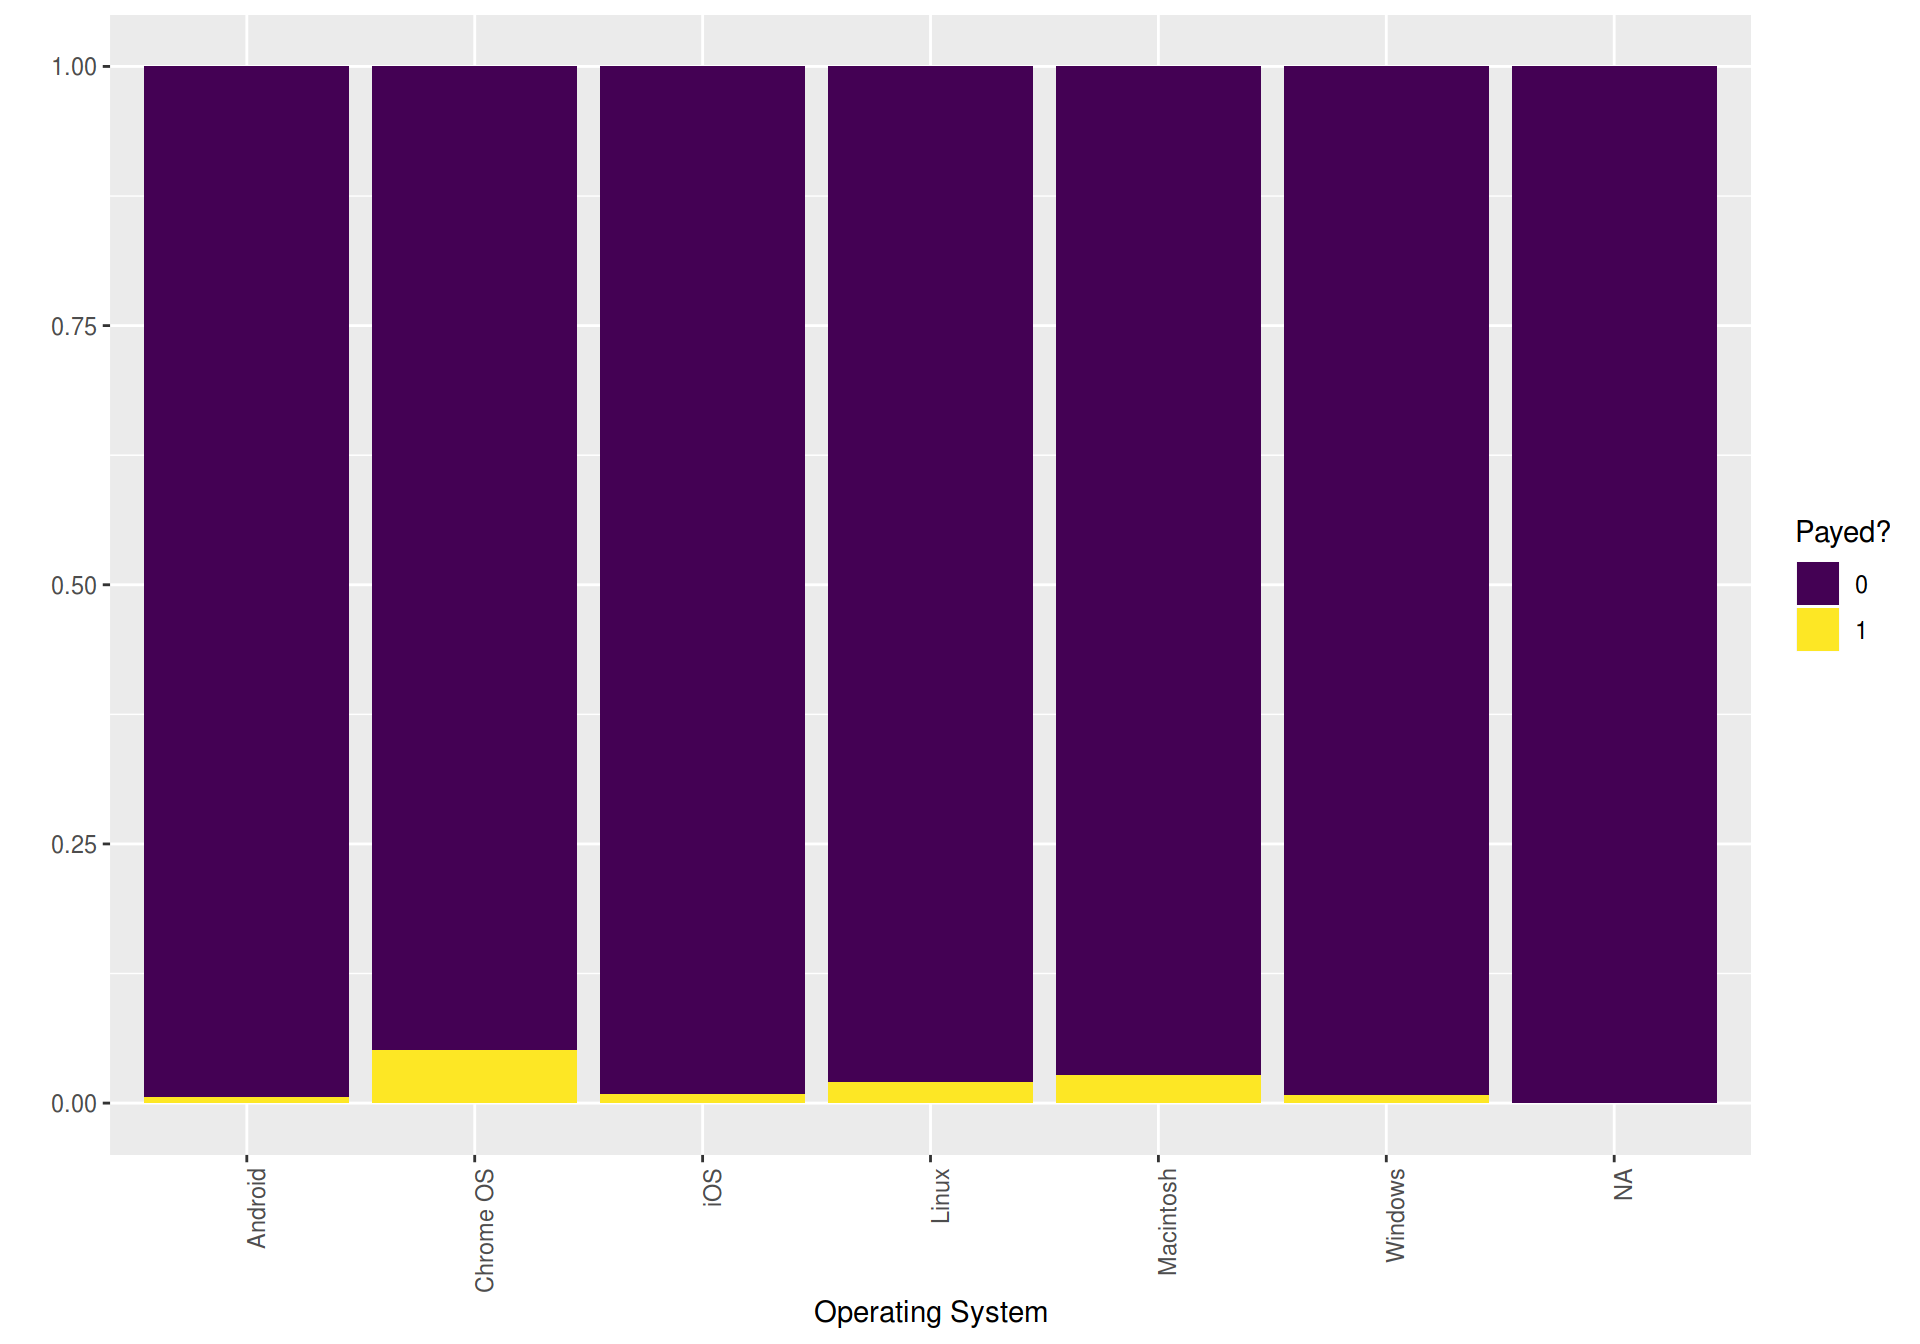 1.00
0.75
0.50
0.25
0.00
Android
Chrome OS
iOS
Linux
Macintosh
Windows
NA
Operating System
Payed?
0
1